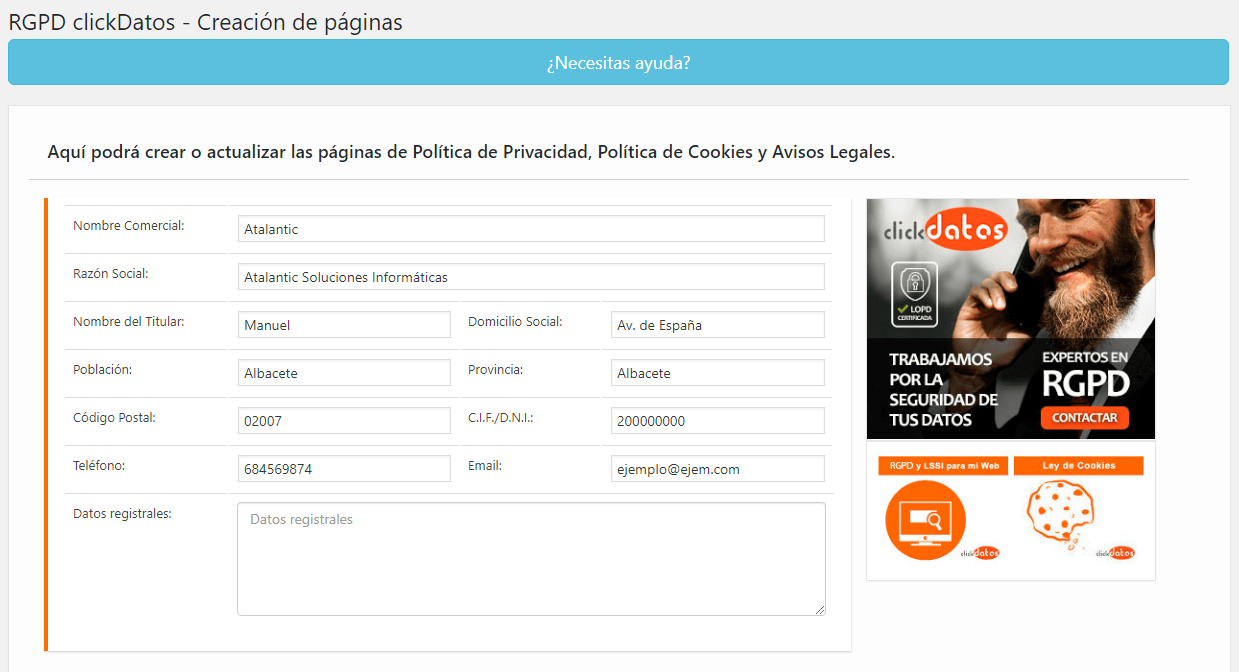 RGPD clickDatos - Creación de páginas
¿Necesitas ayuda?
Aquí podrá crear o actualizar las páginas de Política de Privacidad, Política de Cookies y Avisos Legales.
Nombre Comercial: Atalantic
Razón Social: Atalantic Soluciones Informáticas
Nombre del Titular: Manuel Domicilio Social: Av. de España
Población: Albacete Provincia: Albacete
Código Postal: 02007 C.I.F./D.N.I.: 200000000
Teléfono: 684569874 Email: ejemplo@ejem.com
Datos registrales: Datos registrales
clickdatos
LOPD
CERTIFICADA
TRABAJAMOS
POR LA
SEGURIDAD DE
TUS DATOS
EXPERTOS EN
RGPD
CONTACTAR
RGPD y LSSI para mi Web
clickdatos
Ley de Cookies
clickdatos